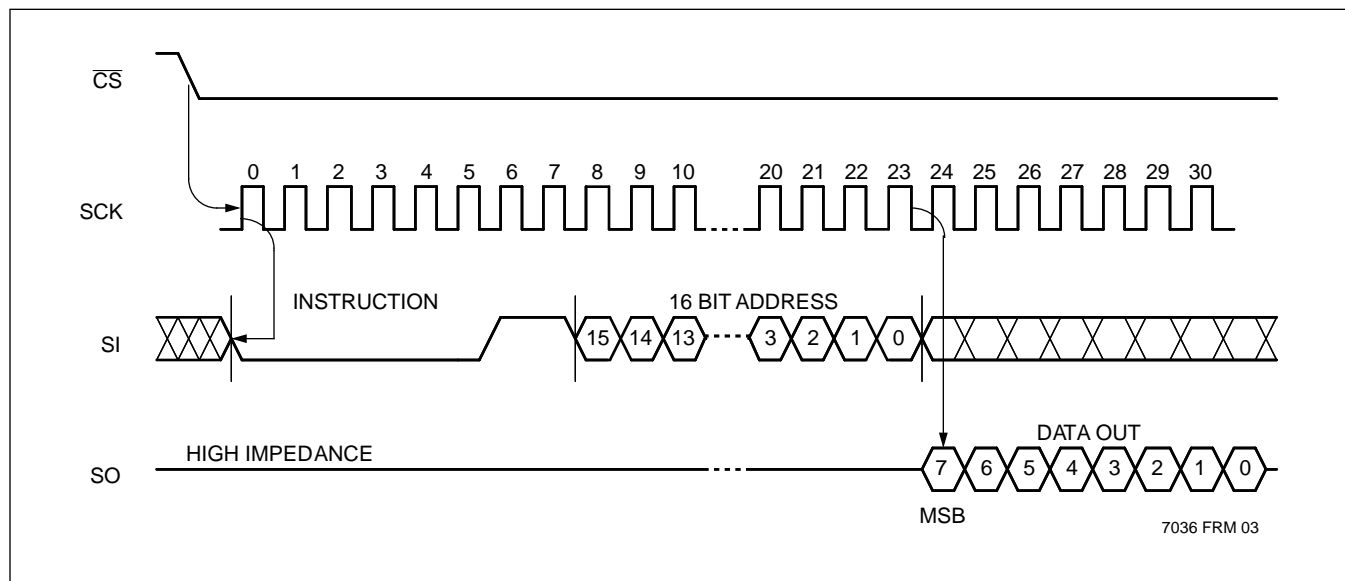 CS
0 1 2 3 4 5 6 7 8 9 10 20 21 22 23 24 25 26 27 28 29 30
SCK
INSTRUCTION 16 BIT ADDRESS
SI 15 14 13 3 2 1 0
HIGH IMPEDANCE DATA OUT
SO 7 6 5 4 3 2 1 0
MSB
7036 FRM 03